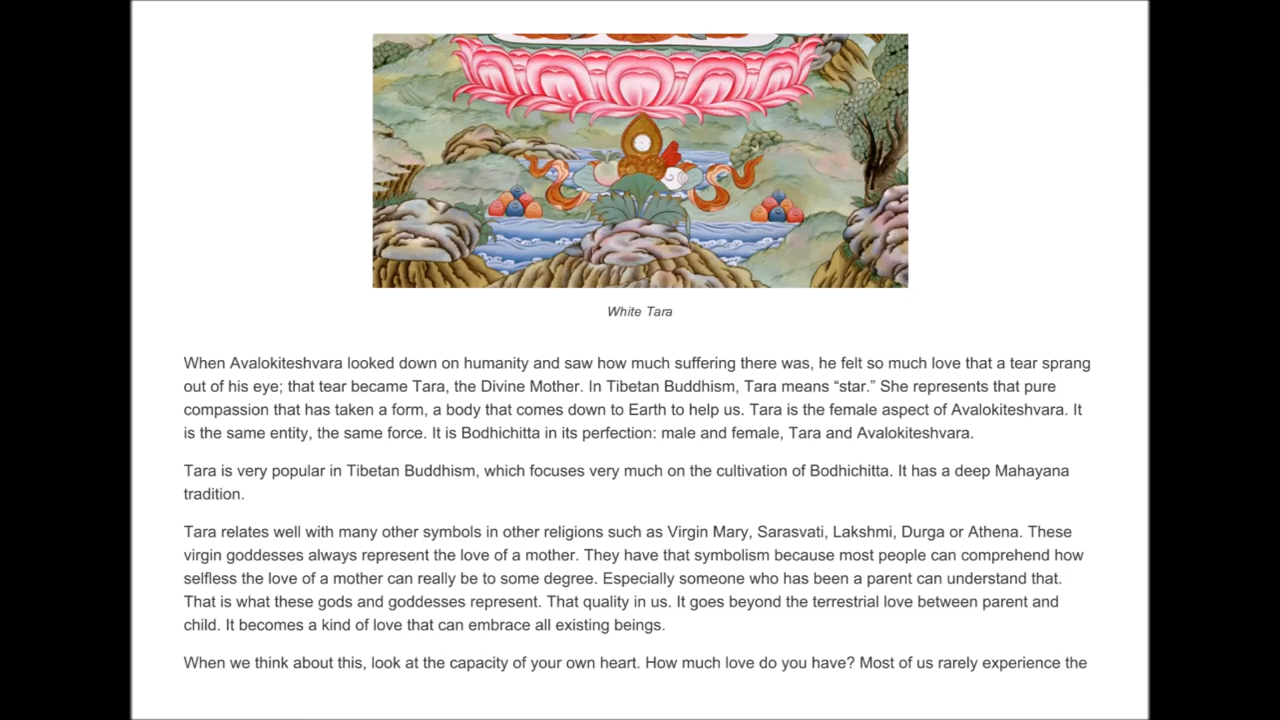 White Tara
When Avalokiteshvara looked down on humanity and saw how much suffering there was, he felt so much love that a tear sprang
out of his eye; that tear became Tara, the Divine Mother. In Tibetan Buddhism, Tara means “star.” She represents that pure
compassion that has taken a form, a body that comes down to Earth to help us. Tara is the female aspect of Avalokiteshvara. It
is the same entity, the same force. It is Bodhichitta in its perfection: male and female, Tara and Avalokiteshvara.
Tara is very popular in Tibetan Buddhism, which focuses very much on the cultivation of Bodhichitta. It has a deep Mahayana
tradition.
Tara relates well with many other symbols in other religions such as Virgin Mary, Sarasvati, Lakshmi, Durga or Athena. These
virgin goddesses always represent the love of a mother. They have that symbolism because most people can comprehend how
selfless the love of a mother can really be to some degree. Especially someone who has been a parent can understand that.
That is what these gods and goddesses represent. That quality in us. It goes beyond the terrestrial love between parent and
child. It becomes a kind of love that can embrace all existing beings.
When we think about this, look at the capacity of your own heart. How much love do you have? Most of us rarely experience the